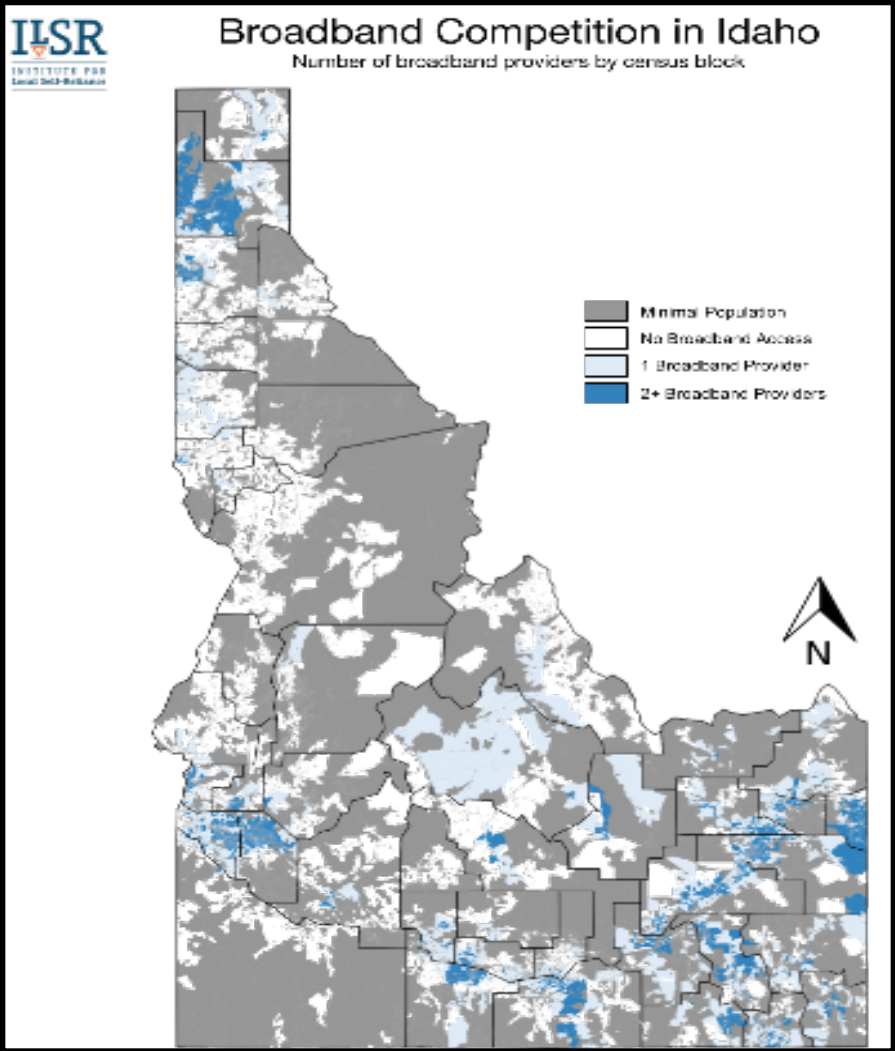 ILSR
INSTITUTE FOR
Local Self-Reliance
Broadband Competition in Idaho
Number of broadband providers by census block
Minimal Population
No Broadband Access
1 Broadband Provider
2+ Broadband Providers
N